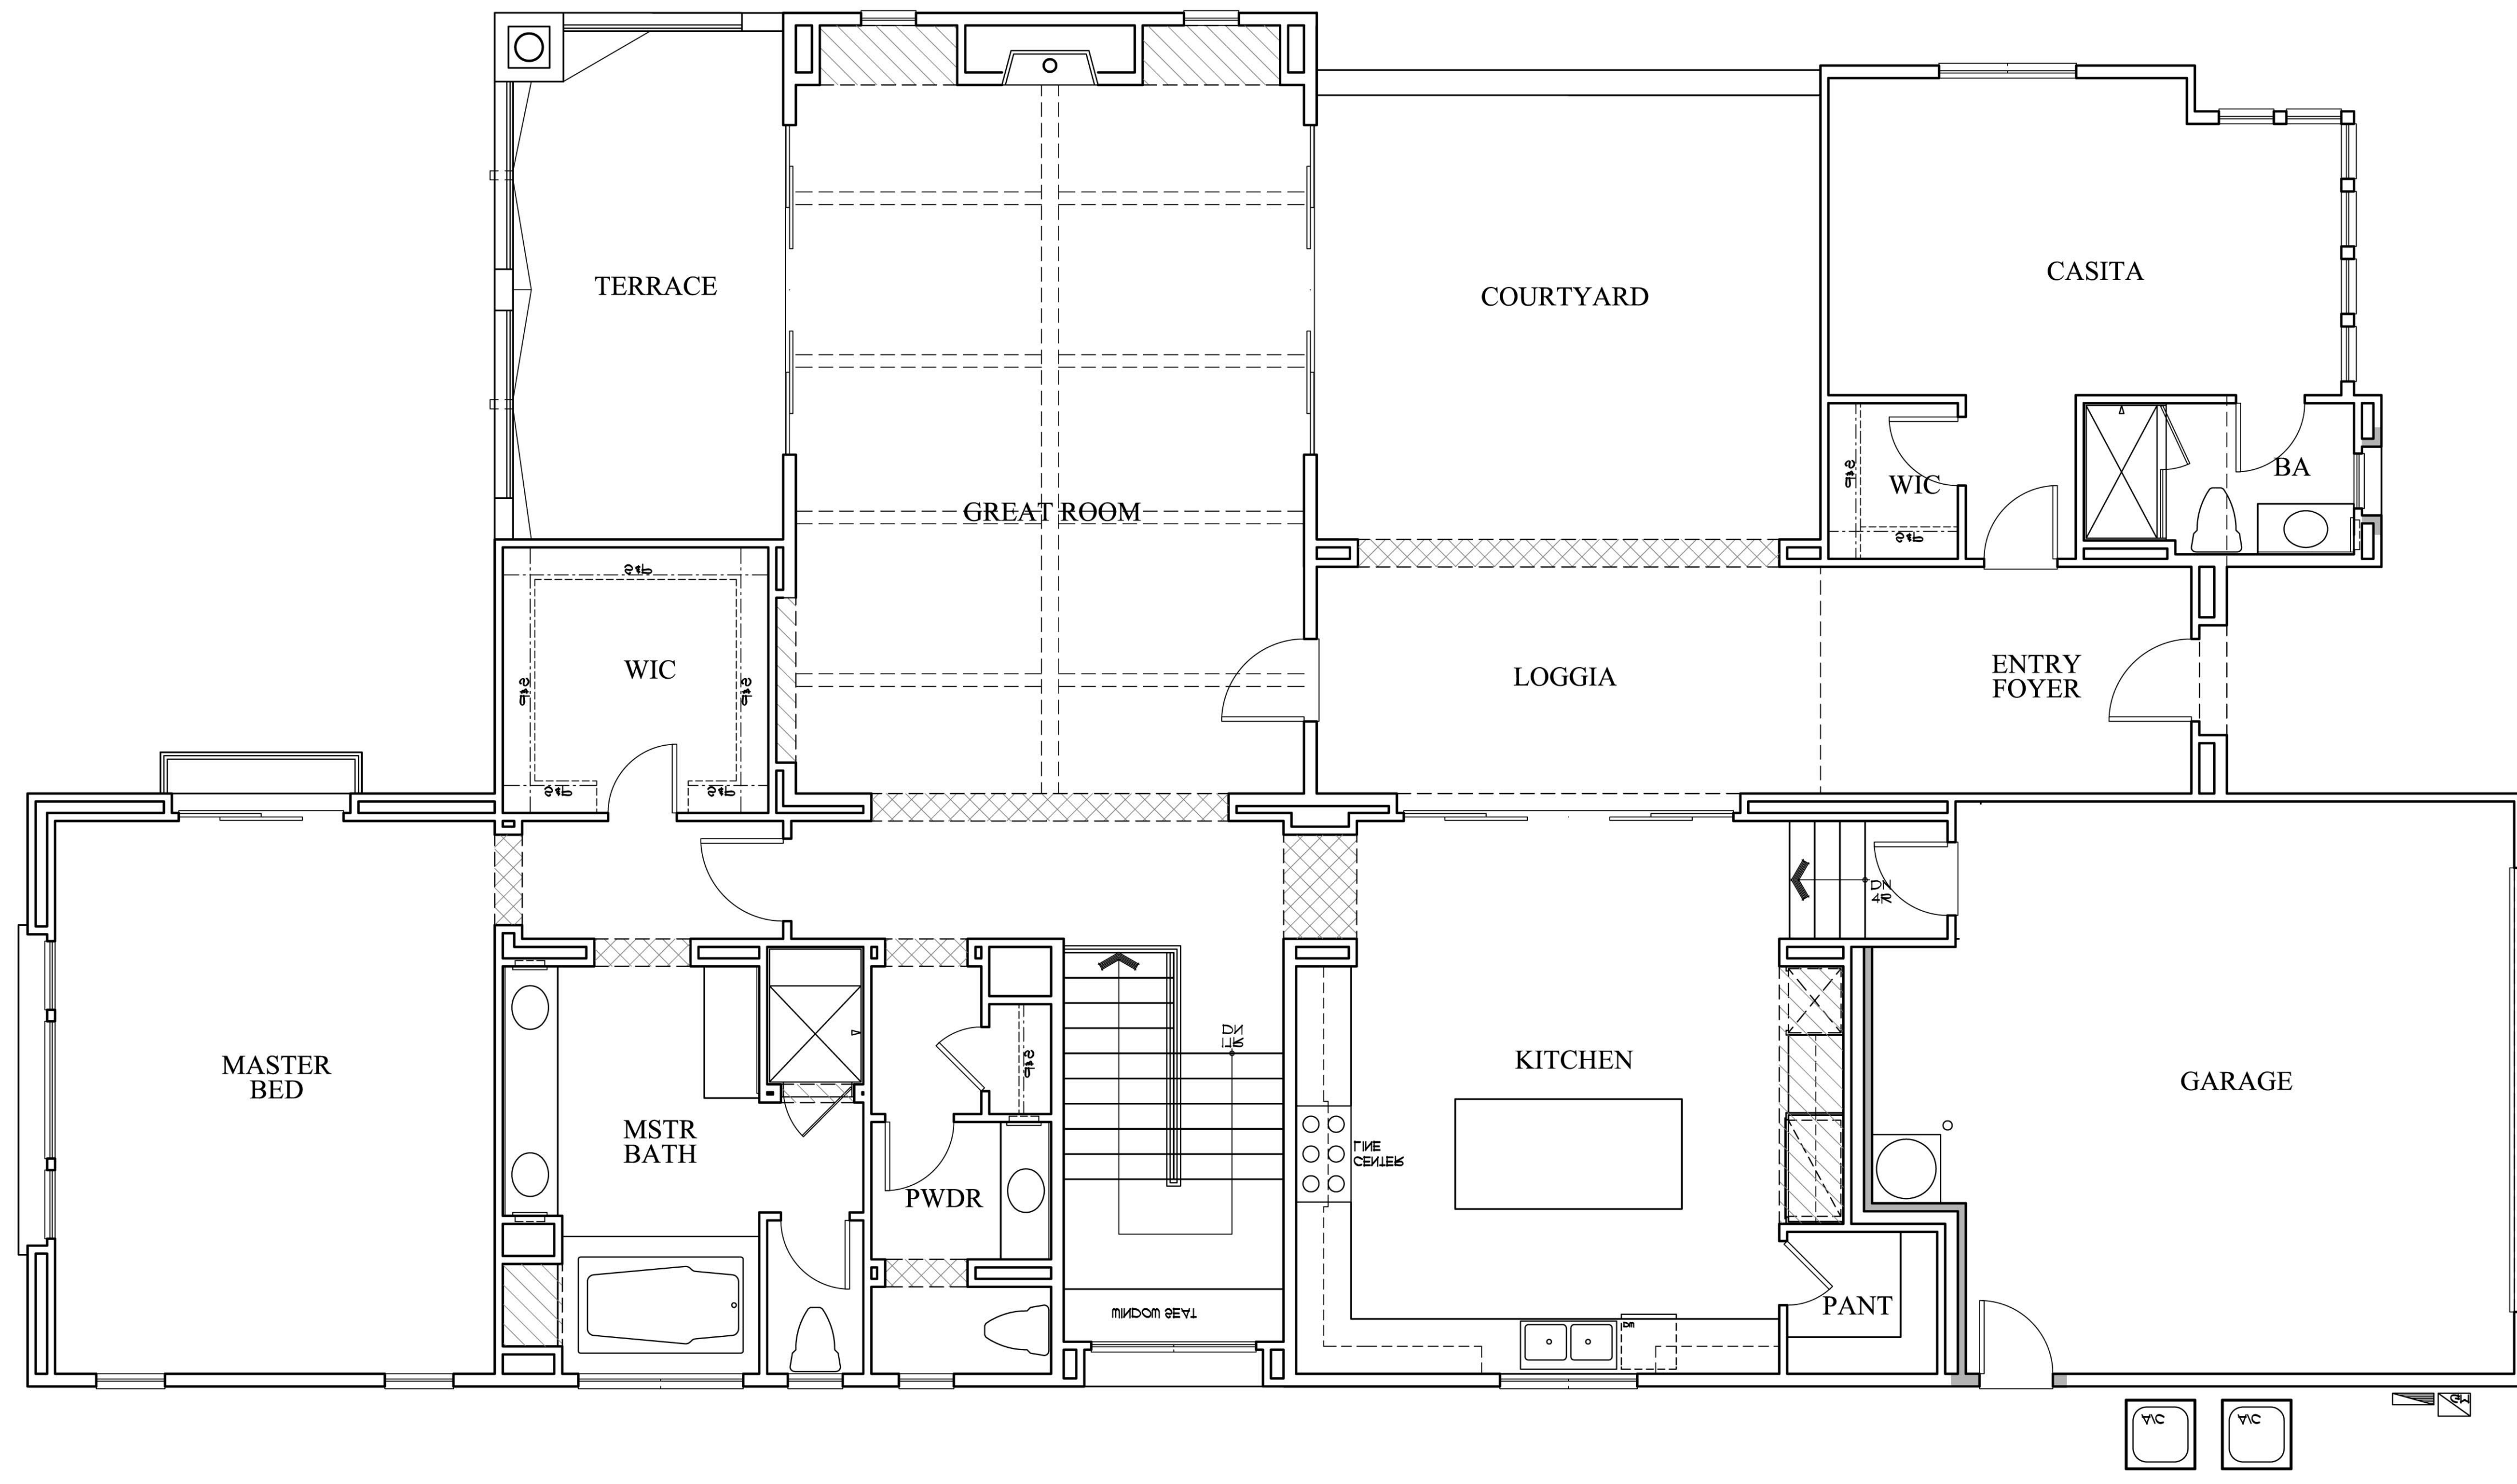 TERRACE
CASITA
COURTYARD
GREAT ROOM
BA
WIC
WIC
LOGGIA
ENTRY
FOYER
DN
4R
DN
MASTER
BED
MSTR
BATH
PWDR
KITCHEN
CENTER
LINE
GARAGE
PANT
WINDOW SEAT
DW
A/C
A/C